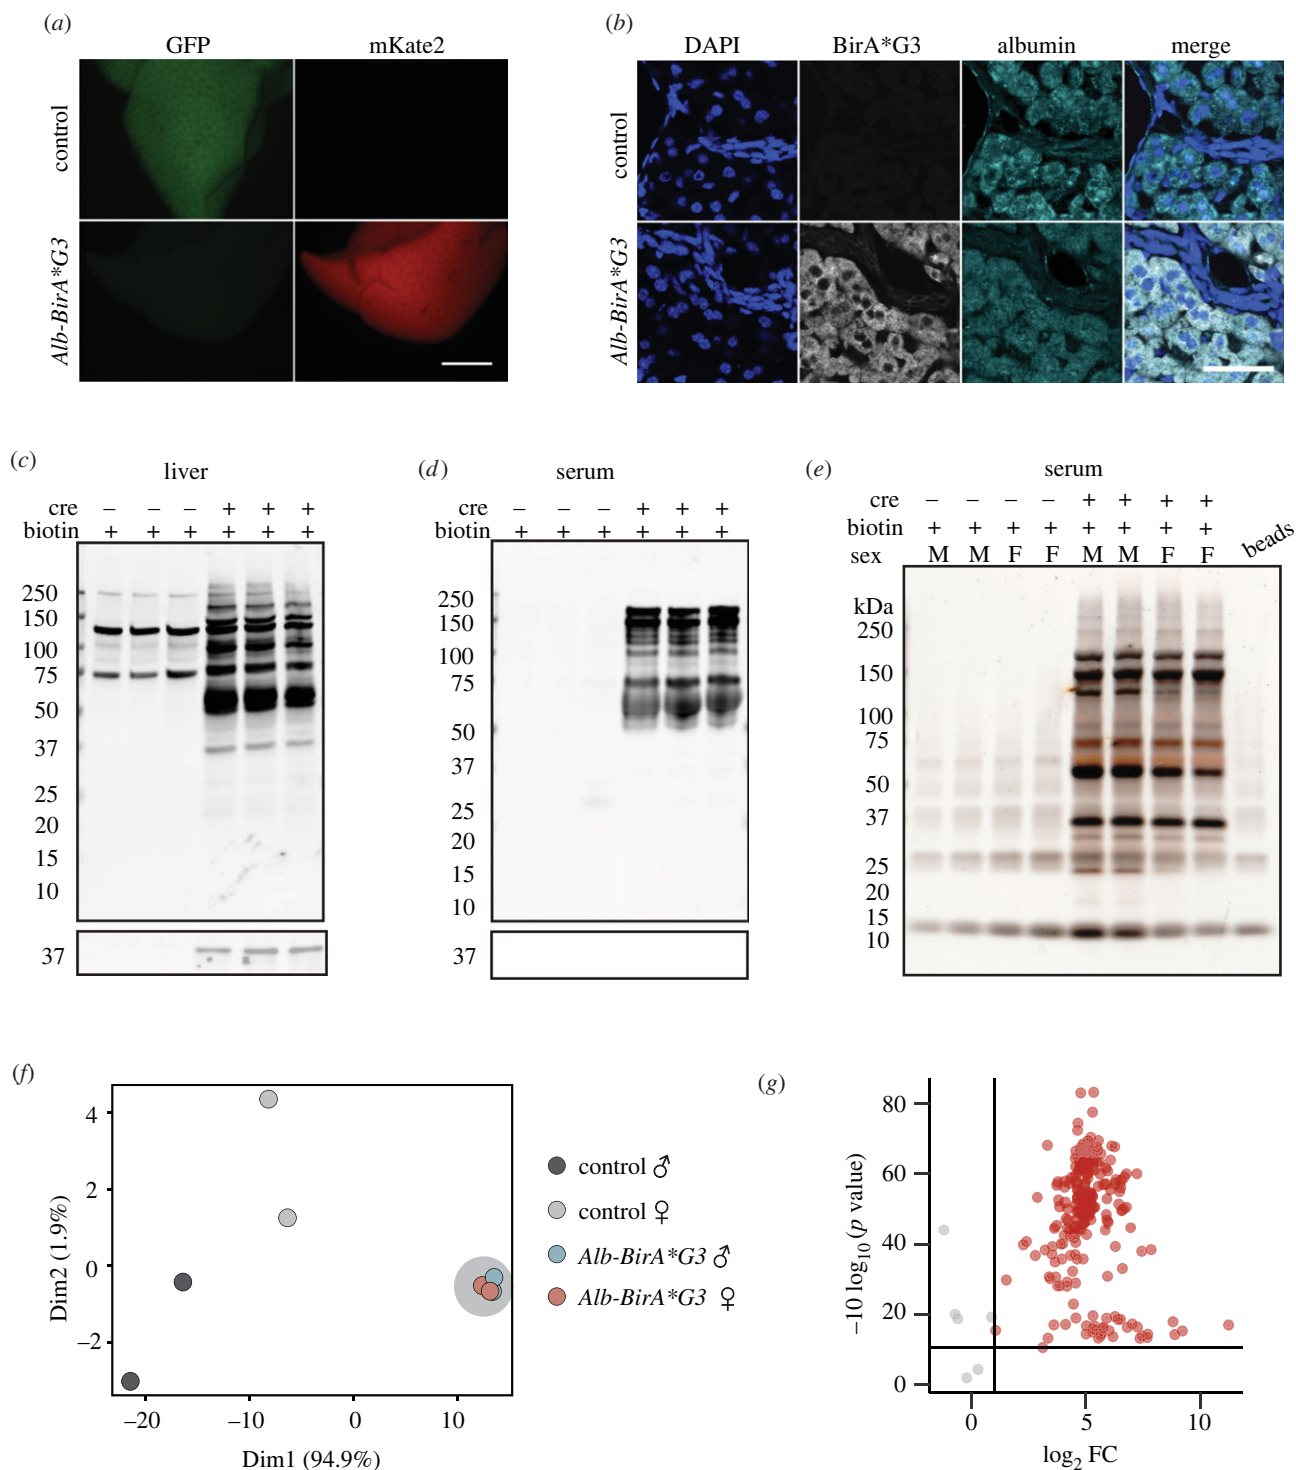 (a)
GFP mKate2
control
Alb-BirA*G3
(b)
DAPI BirA*G3 albumin merge
control
Alb-BirA*G3
(c)
liver
cre – – – + + +
biotin + + + + + +
250
150
100
75
50
37
25
20
15
10
37
(d)
serum
cre – – – + + +
biotin + + + + + +
250
150
100
75
50
37
25
20
15
10
37
(e)
serum
cre – – – – + + + +
biotin + + + + + + + +
sex M M F F M M F F beads
kDa
250
150
100
75
50
37
25
20
15
10
(f)
Dim2 (1.9%)
4
2
0
–2
–20 –10 0 10
Dim1 (94.9%)
control ♂
control ♀
Alb-BirA*G3 ♂
Alb-BirA*G3 ♀
(g)
–10 log10(p value)
80
60
40
20
0
0 5 10
log2 FC